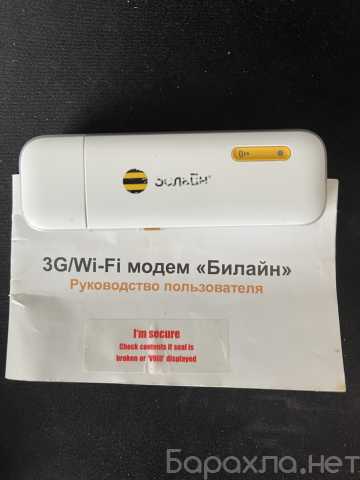 3G/Wi-Fi модем «Билайн»
Руководство пользователя
I'm secure
Check contents if seal is
broken or 'VOID' displayed
Барахла.нет